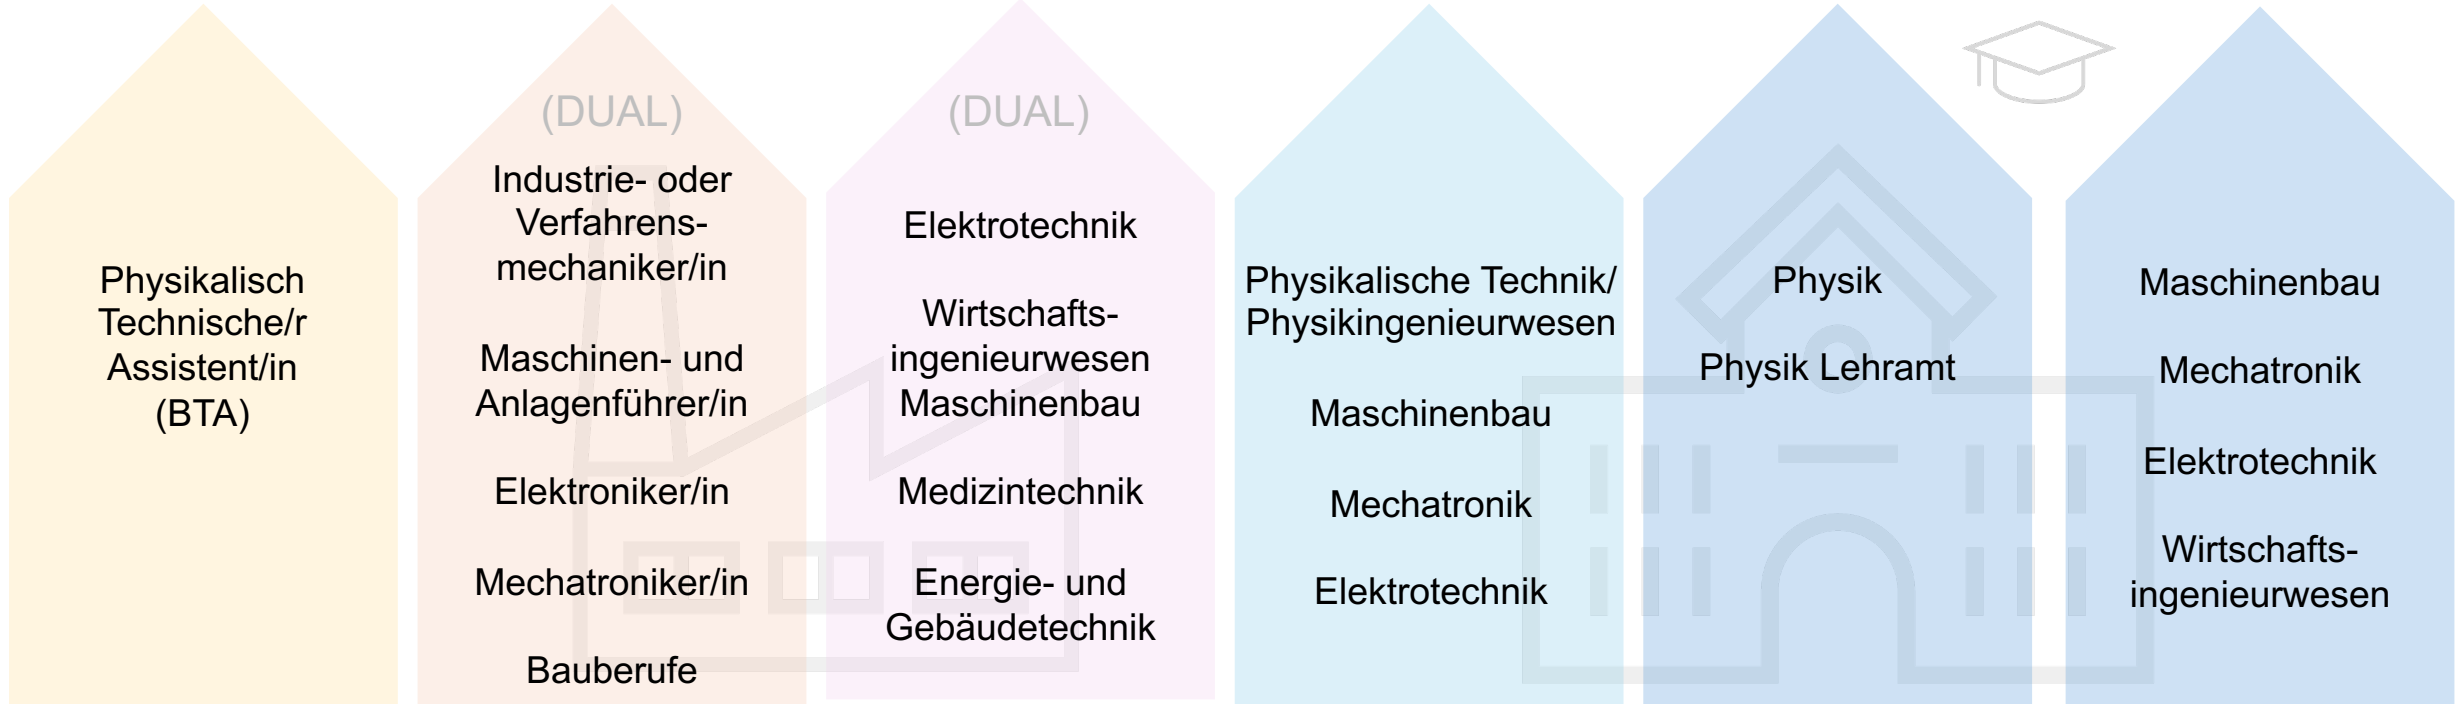 Physikalisch
Technische/r
Assistent/in
(BTA)
(DUAL)
Industrie- oder
Verfahrens-
mechaniker/in
Maschinen- und
Anlagenführer/in
Elektroniker/in
Mechatroniker/in
Bauberufe
(DUAL)
Elektrotechnik
Wirtschafts-
ingenieurwesen
Maschinenbau
Medizintechnik
Energie- und
Gebäudetechnik
Physikalische Technik/
Physikingenieurwesen
Maschinenbau
Mechatronik
Elektrotechnik
Physik
Physik Lehramt
Maschinenbau
Mechatronik
Elektrotechnik
Wirtschafts-
ingenieurwesen